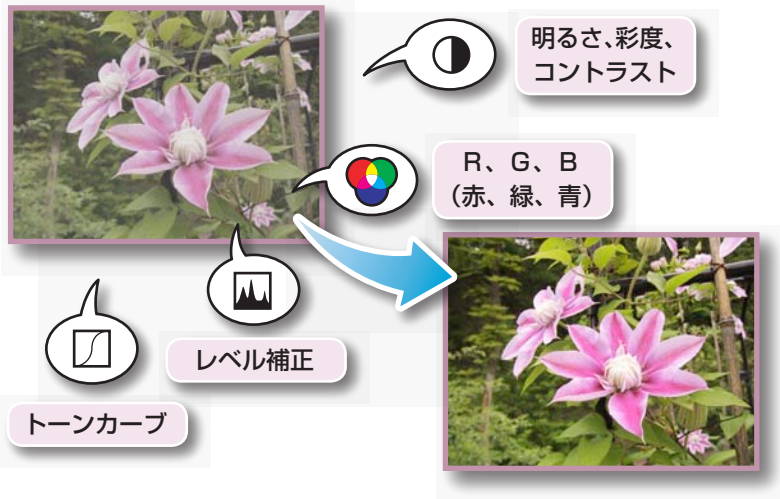 明るさ、彩度、
コントラスト
R、G、B
（赤、緑、青）
レベル補正
トーンカーブ